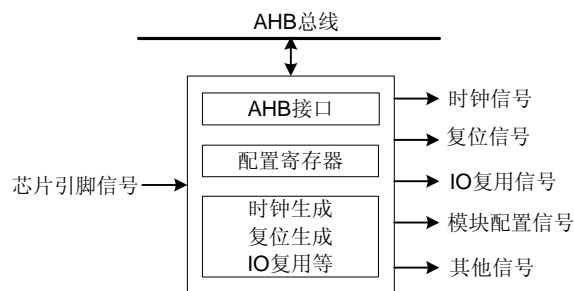 AHB总线
AHB接口
配置寄存器
时钟生成
复位生成
IO复用等
芯片引脚信号
时钟信号
复位信号
IO复用信号
模块配置信号
其他信号